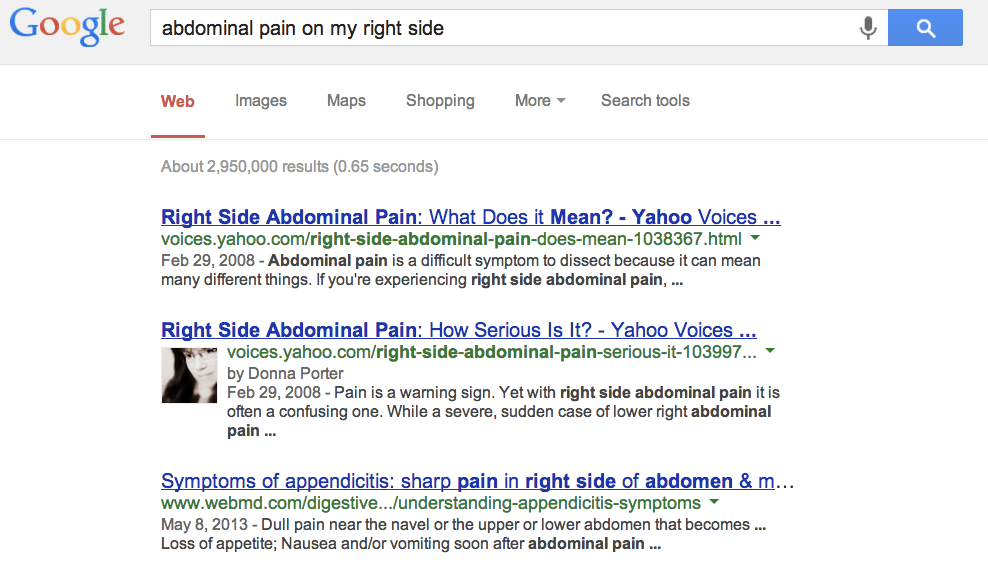 Google
abdominal pain on my right side
Web Images Maps Shopping More Search tools
About 2,950,000 results (0.65 seconds)
Right Side Abdominal Pain: What Does it Mean? - Yahoo Voices ...
voices.yahoo.com/right-side-abdominal-pain-does-mean-1038367.html
Feb 29, 2008 - Abdominal pain is a difficult symptom to dissect because it can mean
many different things. If you're experiencing right side abdominal pain, ...
Right Side Abdominal Pain: How Serious Is It? - Yahoo Voices ...
voices.yahoo.com/right-side-abdominal-pain-serious-it-103997...
by Donna Porter
Feb 29, 2008 - Pain is a warning sign. Yet with right side abdominal pain it is
often a confusing one. While a severe, sudden case of lower right abdominal
pain ...
Symptoms of appendicitis: sharp pain in right side of abdomen & m...
www.webmd.com/digestive.../understanding-appendicitis-symptoms
May 8, 2013 - Dull pain near the navel or the upper or lower abdomen that becomes ...
Loss of appetite; Nausea and/or vomiting soon after abdominal pain ...